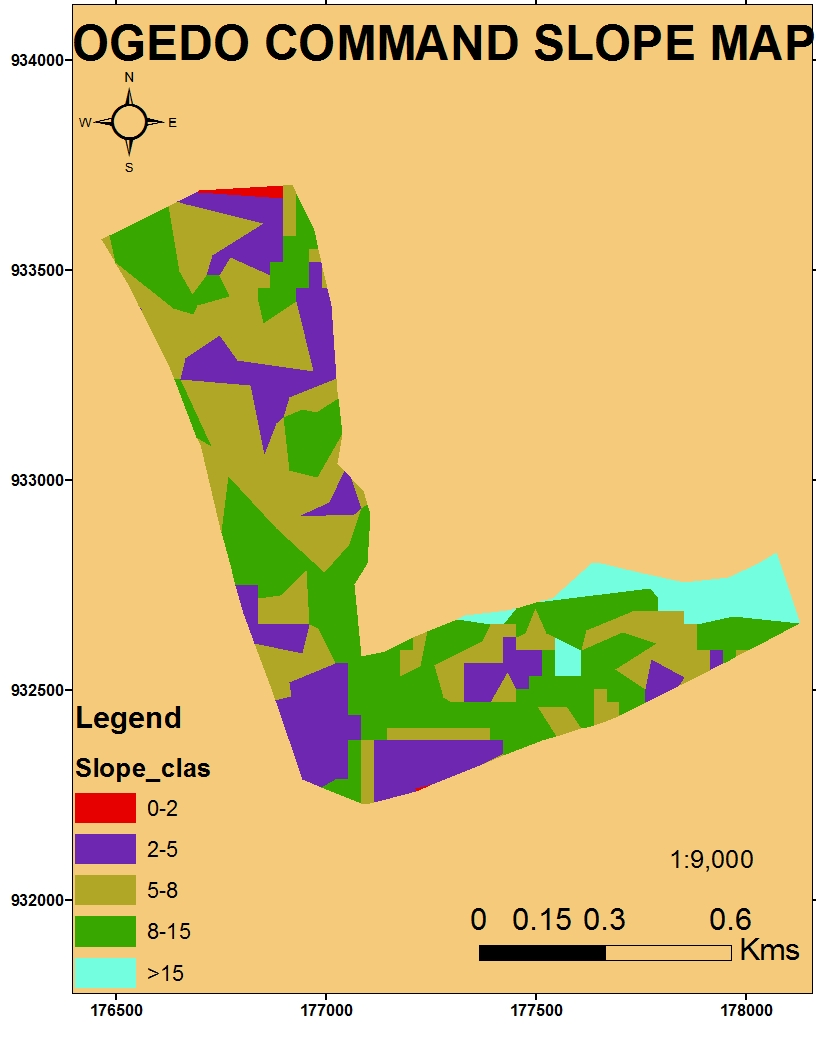 OGEDO COMMAND SLOPE MAP
934000
N
W E
S
933500
933000
932500
932000
Legend
Slope_clas
0-2
2-5
5-8
8-15
>15
1:9,000
0 0.15 0.3 0.6
Kms
176500 177000 177500 178000